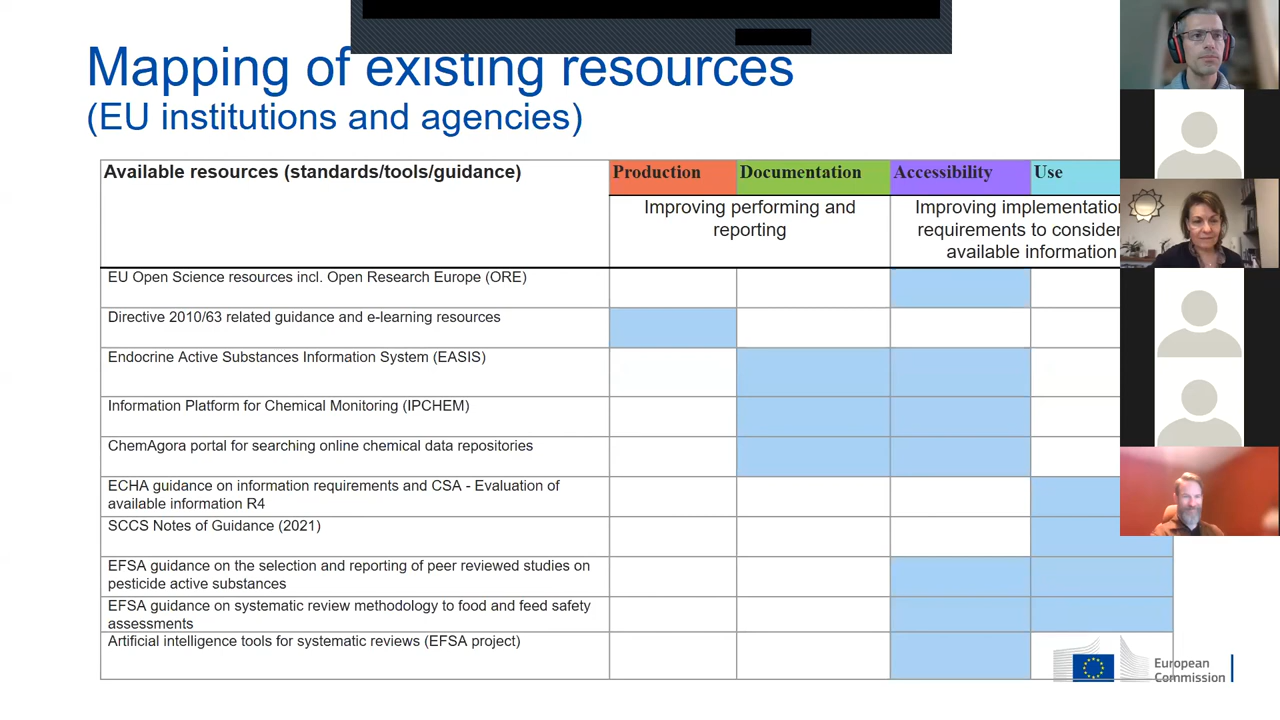 Mapping of existing resources
(EU institutions and agencies)
Available resources (standards/tools/guidance)
Production
Documentation
Accessibility
Use
Improving performing and
reporting
Improving implementation
requirements to consider
available information
EU Open Science resources incl. Open Research Europe (ORE)
Directive 2010/63 related guidance and e-learning resources
Endocrine Active Substances Information System (EASIS)
Information Platform for Chemical Monitoring (IPCHEM)
ChemAgora portal for searching online chemical data repositories
ECHA guidance on information requirements and CSA - Evaluation of
available information R4
SCCS Notes of Guidance (2021)
EFSA guidance on the selection and reporting of peer reviewed studies on
pesticide active substances
EFSA guidance on systematic review methodology to food and feed safety
assessments
Artificial intelligence tools for systematic reviews (EFSA project)
European
Commission